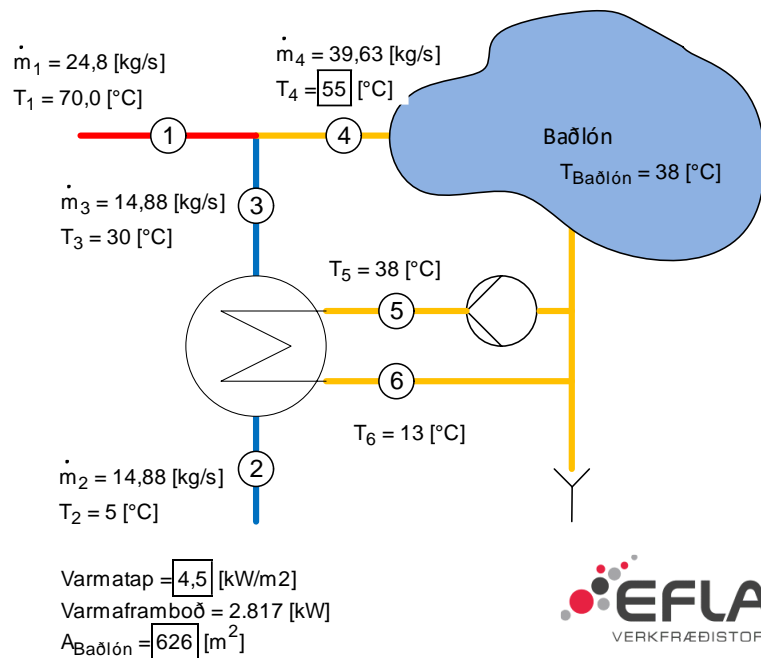 ṁ1 = 24,8 [kg/s]
T1 = 70,0 [°C]
ṁ4 = 39,63 [kg/s]
T4 = 55 [°C]
1
4
Baðlón
TBaðlón = 38 [°C]
ṁ3 = 14,88 [kg/s]
T3 = 30 [°C]
3
T5 = 38 [°C]
5
6
T6 = 13 [°C]
ṁ2 = 14,88 [kg/s]
T2 = 5 [°C]
2
Varmatap = 4,5 [kW/m2]
Varmaframboð = 2.817 [kW]
ABaðlón = 626 [m²]
EFLA
VERKFRÆÐISTOF